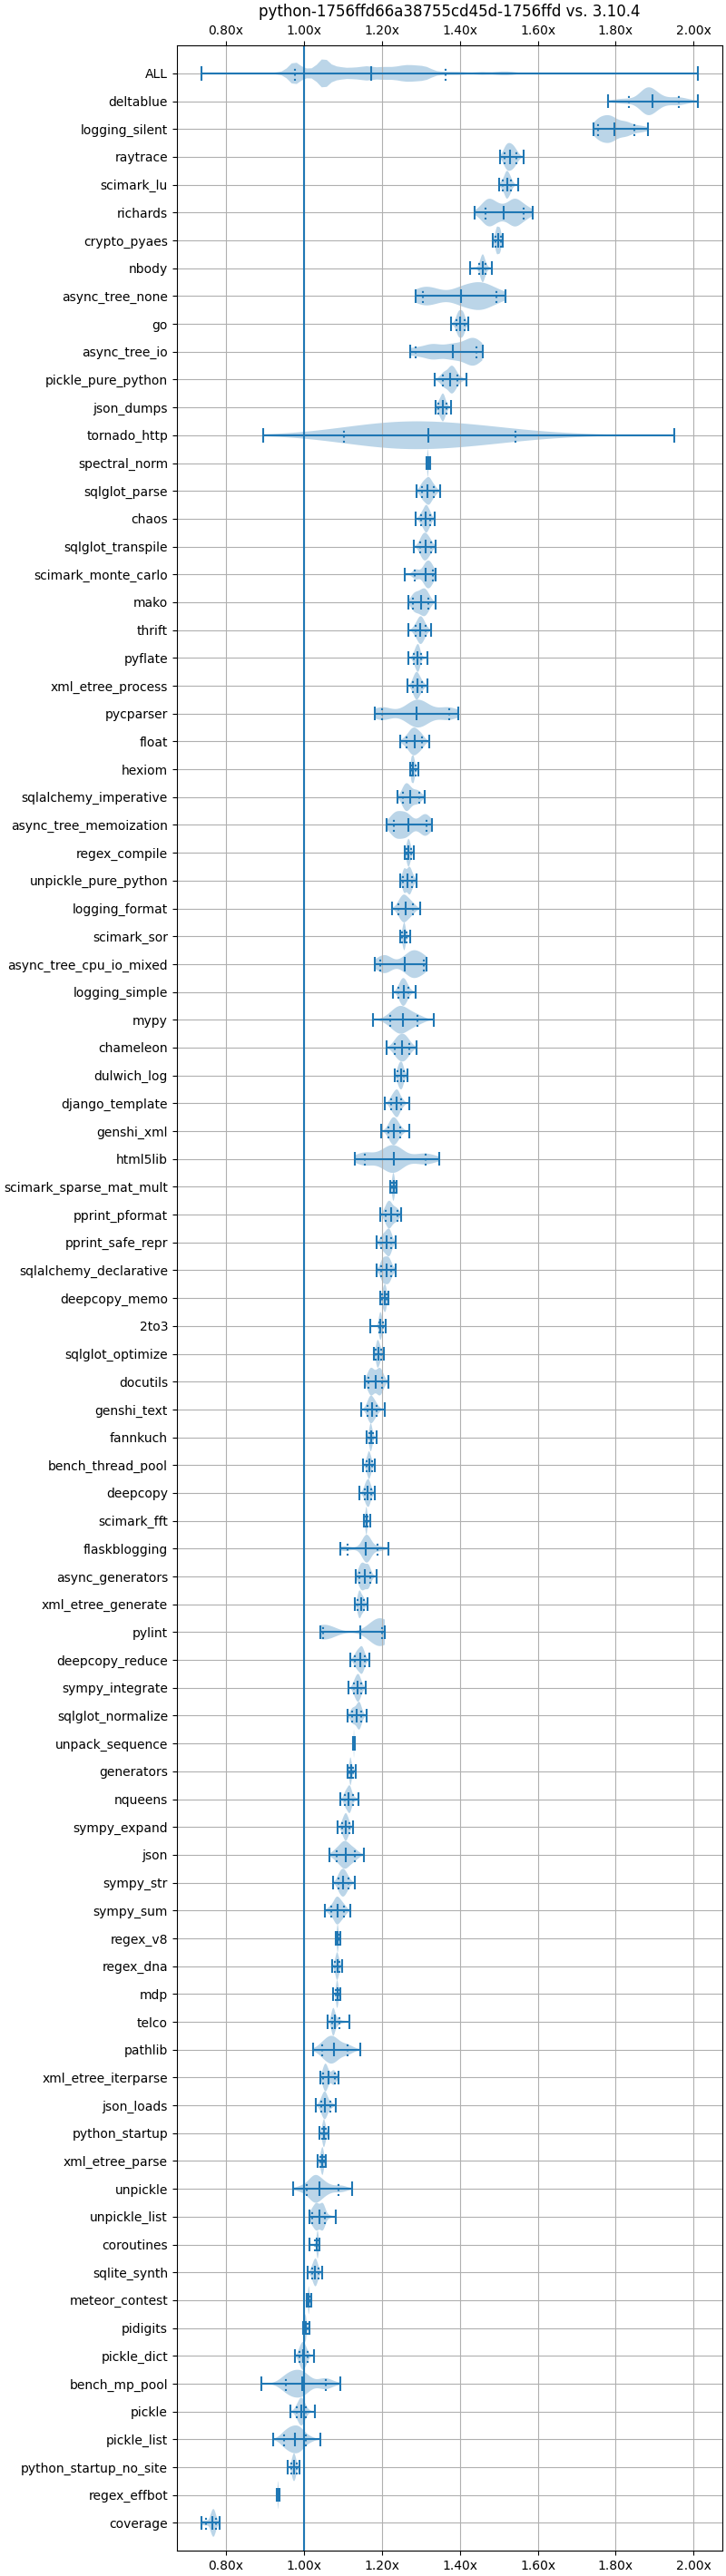 python-1756ffd66a38755cd45d-1756ffd vs. 3.10.4
0.80x 1.00x 1.20x 1.40x 1.60x 1.80x 2.00x
ALL
deltablue
logging_silent
raytrace
scimark_lu
richards
crypto_pyaes
nbody
async_tree_none
go
async_tree_io
pickle_pure_python
json_dumps
tornado_http
spectral_norm
sqlglot_parse
chaos
sqlglot_transpile
scimark_monte_carlo
mako
thrift
pyflate
xml_etree_process
pycparser
float
hexiom
sqlalchemy_imperative
async_tree_memoization
regex_compile
unpickle_pure_python
logging_format
scimark_sor
async_tree_cpu_io_mixed
logging_simple
mypy
chameleon
dulwich_log
django_template
genshi_xml
html5lib
scimark_sparse_mat_mult
pprint_pformat
pprint_safe_repr
sqlalchemy_declarative
deepcopy_memo
2to3
sqlglot_optimize
docutils
genshi_text
fannkuch
bench_thread_pool
deepcopy
scimark_fft
flaskblogging
async_generators
xml_etree_generate
pylint
deepcopy_reduce
sympy_integrate
sqlglot_normalize
unpack_sequence
generators
nqueens
sympy_expand
json
sympy_str
sympy_sum
regex_v8
regex_dna
mdp
telco
pathlib
xml_etree_iterparse
json_loads
python_startup
xml_etree_parse
unpickle
unpickle_list
coroutines
sqlite_synth
meteor_contest
pidigits
pickle_dict
bench_mp_pool
pickle
pickle_list
python_startup_no_site
regex_effbot
coverage
0.80x 1.00x 1.20x 1.40x 1.60x 1.80x 2.00x